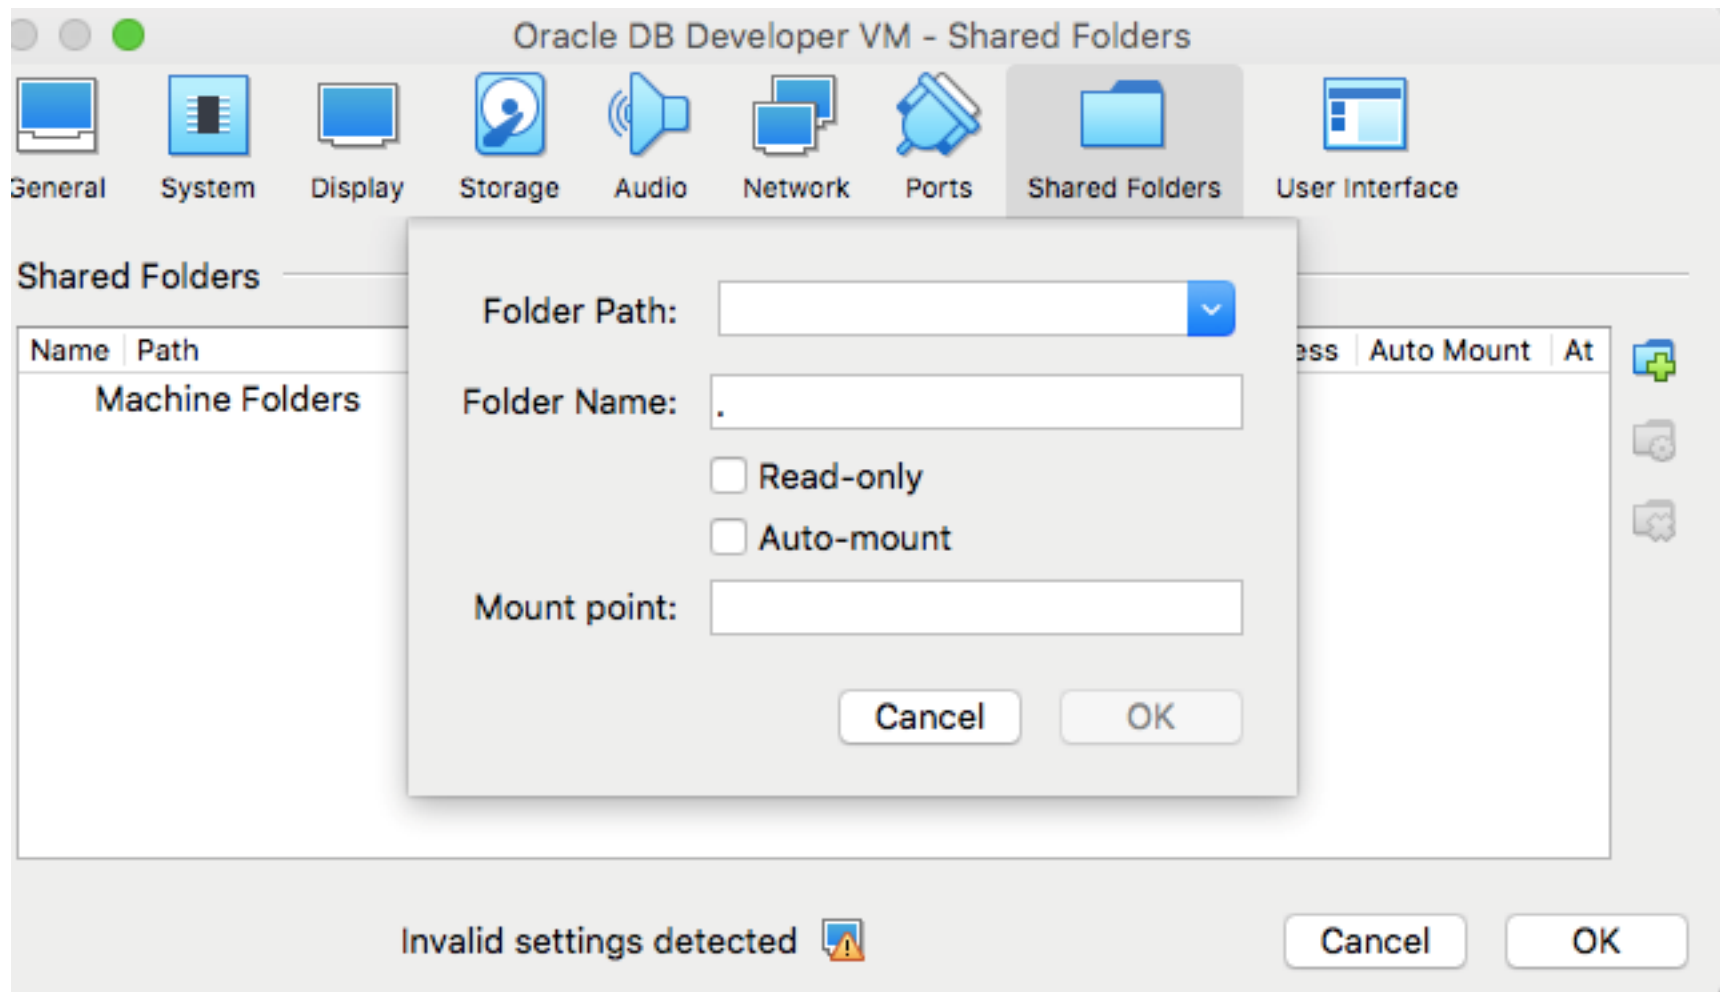 Oracle DB Developer VM - Shared Folders
General System Display Storage Audio Network Ports Shared Folders User Interface
Shared Folders
Folder Path:
Name Path
Auto Mount At
Machine Folders
Folder Name: .
Read-only
Auto-mount
Mount point:
Cancel OK
Invalid settings detected
Cancel OK